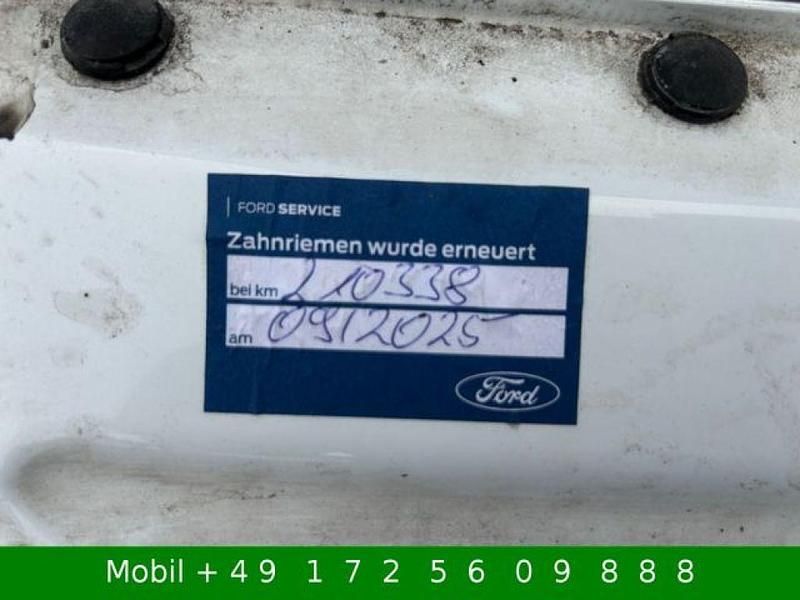 FORD SERVICE
Zahnriemen wurde erneuert
bei km 210338
am 09/2025
Ford
Mobil + 4 9 1 7 2 5 6 0 9 8 8 8